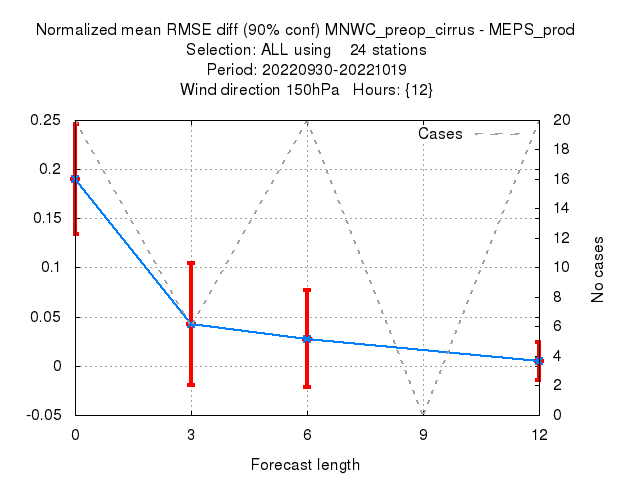 Normalized mean RMSE diff (90% conf) MNWC_preop_cirrus - MEPS_prod
Selection: ALL using 24 stations
Period: 20220930-20221019
Wind direction 150hPa Hours: {12}
Cases
0.25
0.2
0.15
0.1
0.05
0
-0.05
20
18
16
14
12
10
8
6
4
2
0
No cases
0 3 6 9 12
Forecast length